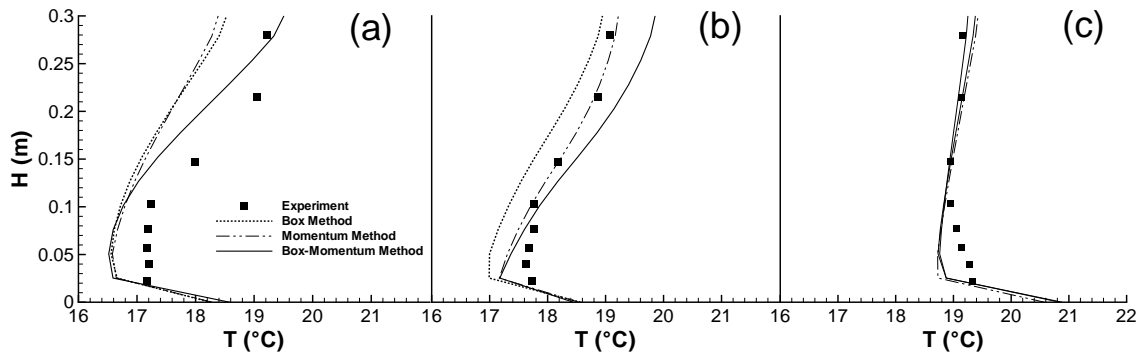 (a)
(b)
(c)
0.3
0.25
0.2
0.15
0.1
0.05
0
H (m)
Experiment
Box Method
Momentum Method
Box-Momentum Method
16 17 18 19 20 21 16 17 18 19 20 21 16 17 18 19 20 21 22
T (°C) T (°C) T (°C)